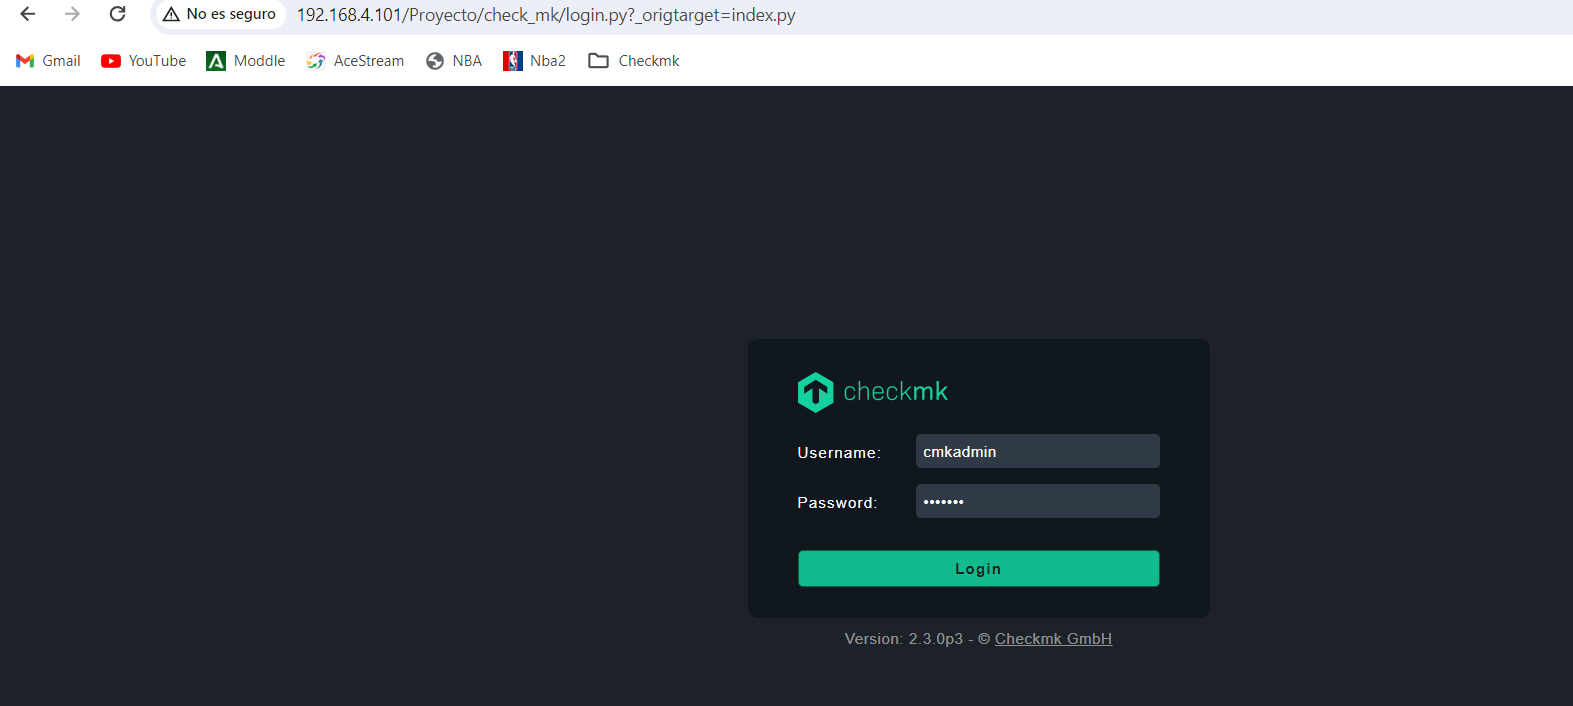 No es seguro 192.168.4.101/Proyecto/check_mk/login.py?_origtarget=index.py
Gmail YouTube Moddle AceStream NBA Nba2 Checkmk
checkmk
Username: cmkadmin
Password: •••••••
Login
Version: 2.3.0p3 - © Checkmk GmbH